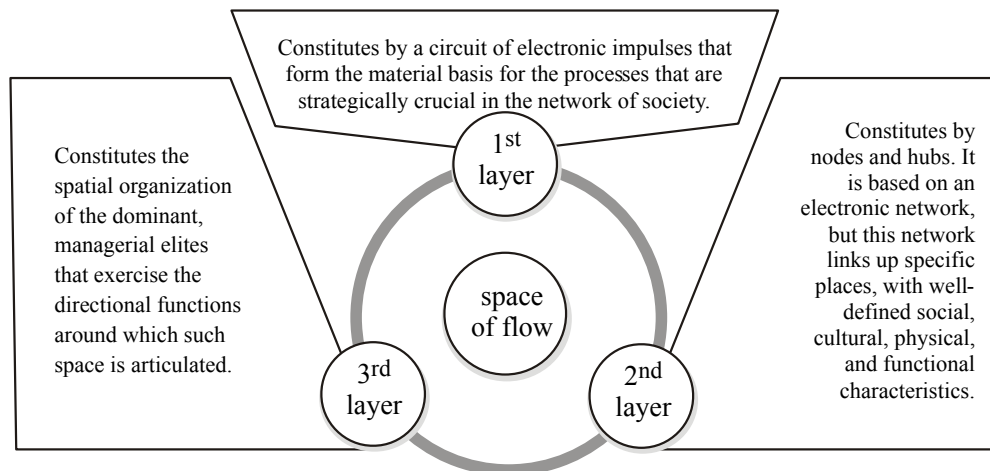 Constitutes by a circuit of electronic impulses that
form the material basis for the processes that are
strategically crucial in the network of society.
1st
layer
Constitutes the
spatial organization
of the dominant,
managerial elites
that exercise the
directional functions
around which such
space is articulated.
space
of flow
Constitutes by
nodes and hubs. It
is based on an
electronic network,
but this network
links up specific
places, with well-
defined social,
cultural, physical,
and functional
characteristics.
3rd
layer
2nd
layer